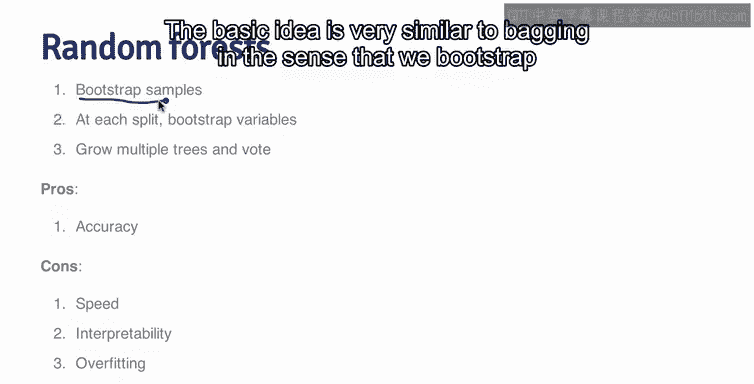 The basic idea is very similar to bagging
in the sense that we bootstrap
Random forests
1. Bootstrap samples
2. At each split, bootstrap variables
3. Grow multiple trees and vote
Pros:
1. Accuracy
Cons:
1. Speed
2. Interpretability
3. Overfitting